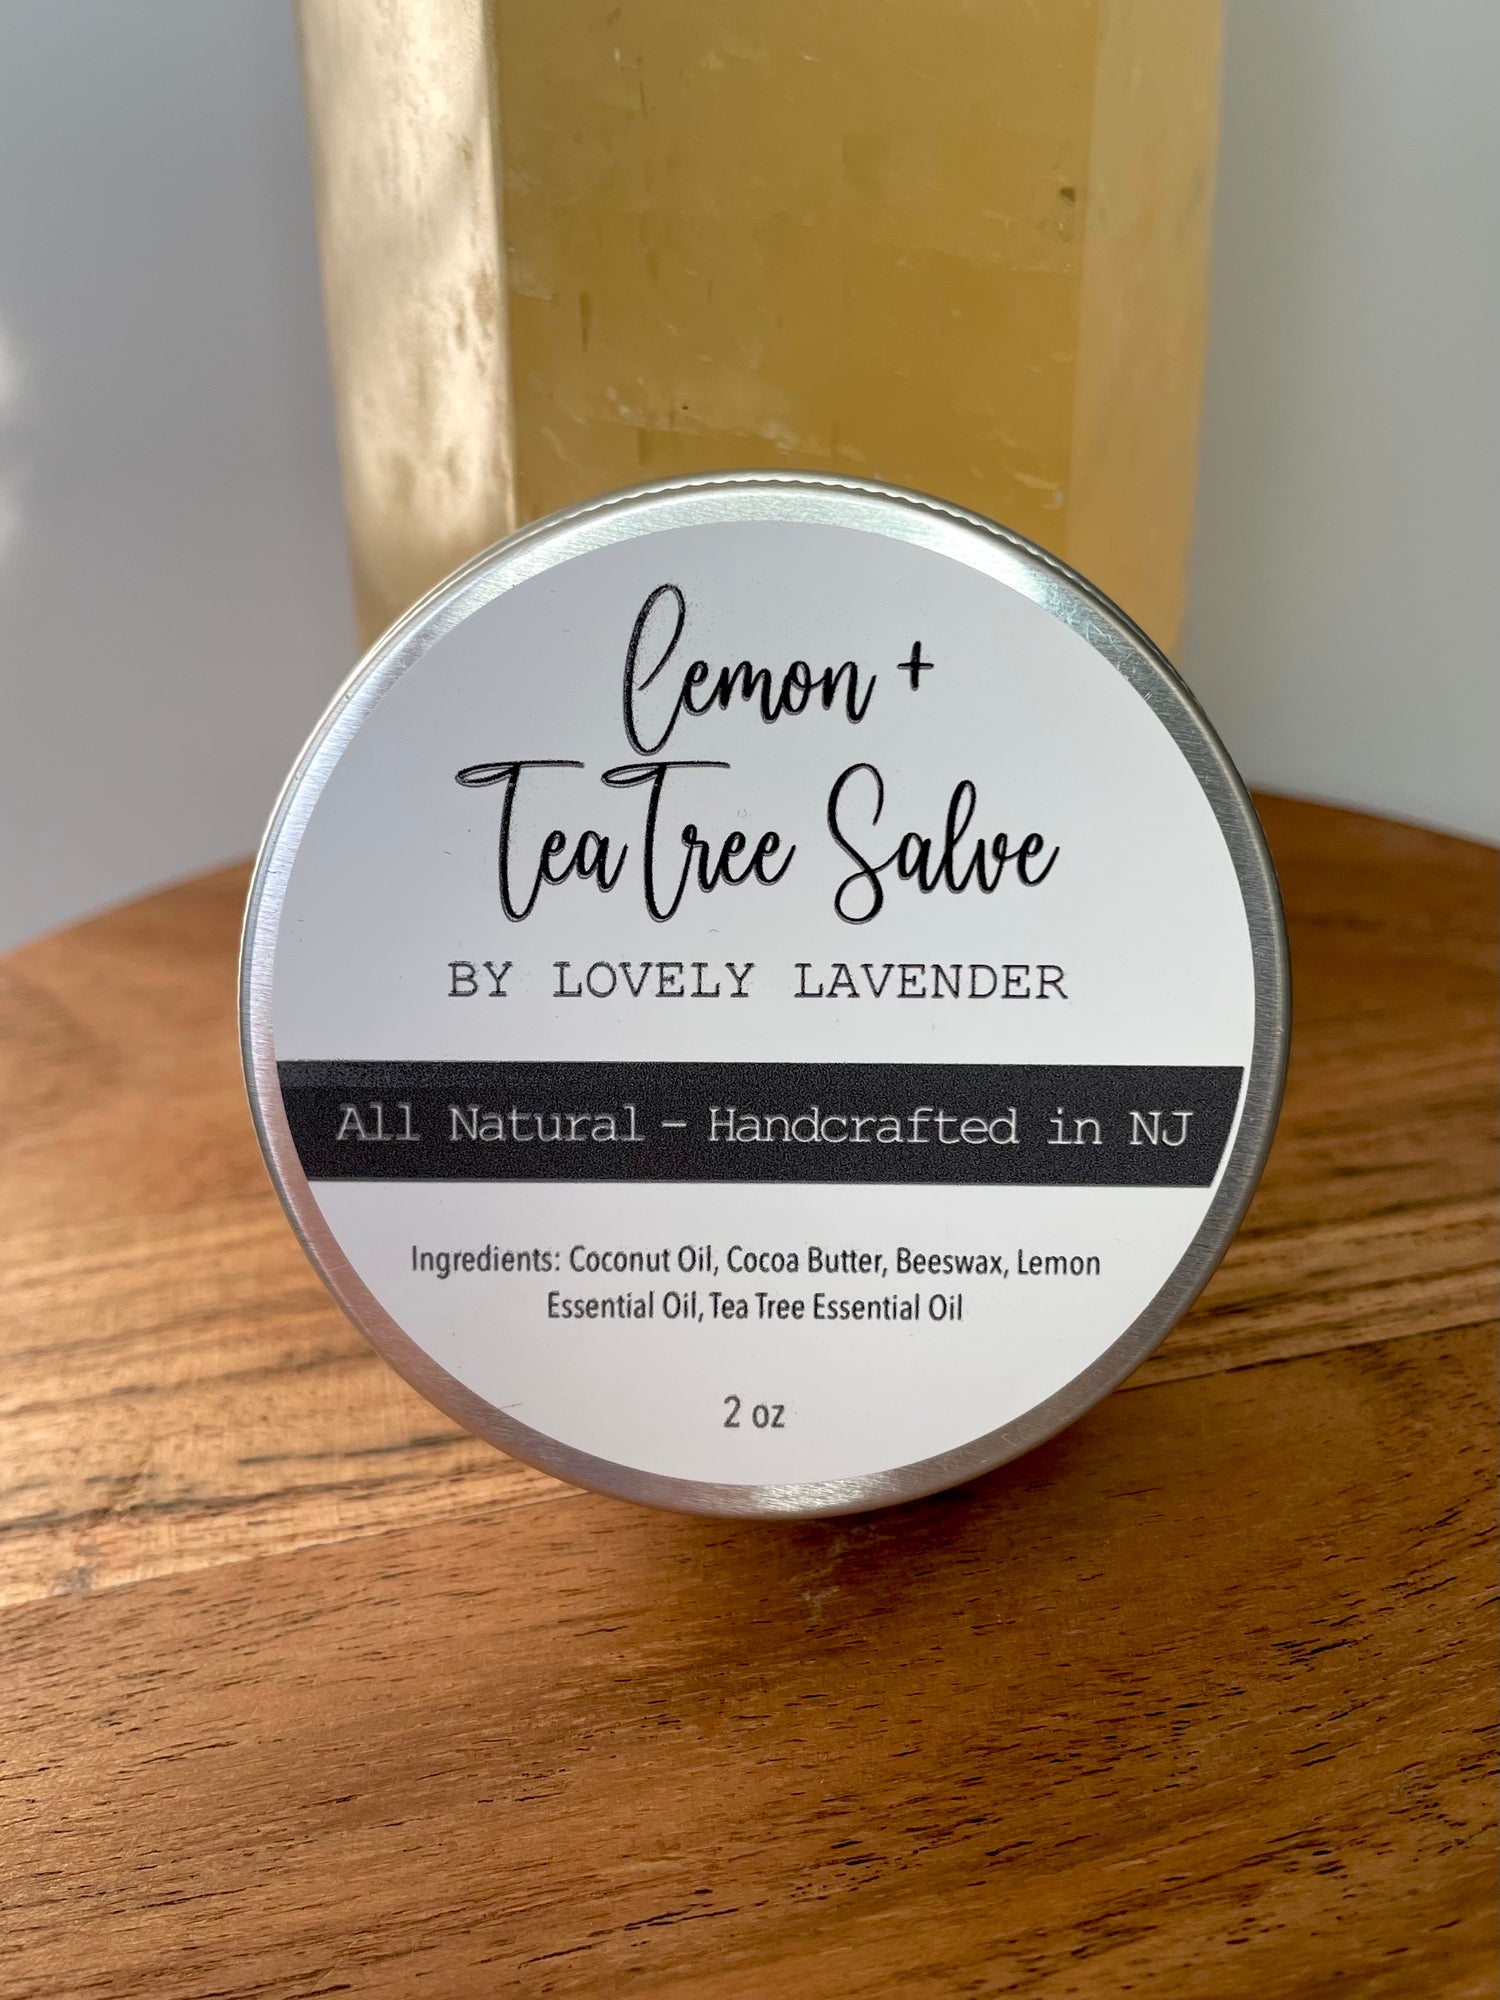 Lemon +
Tea Tree Salve
BY LOVELY LAVENDER
All Natural - Handcrafted in NJ
Ingredients: Coconut Oil, Cocoa Butter, Beeswax, Lemon
Essential Oil, Tea Tree Essential Oil
2 oz